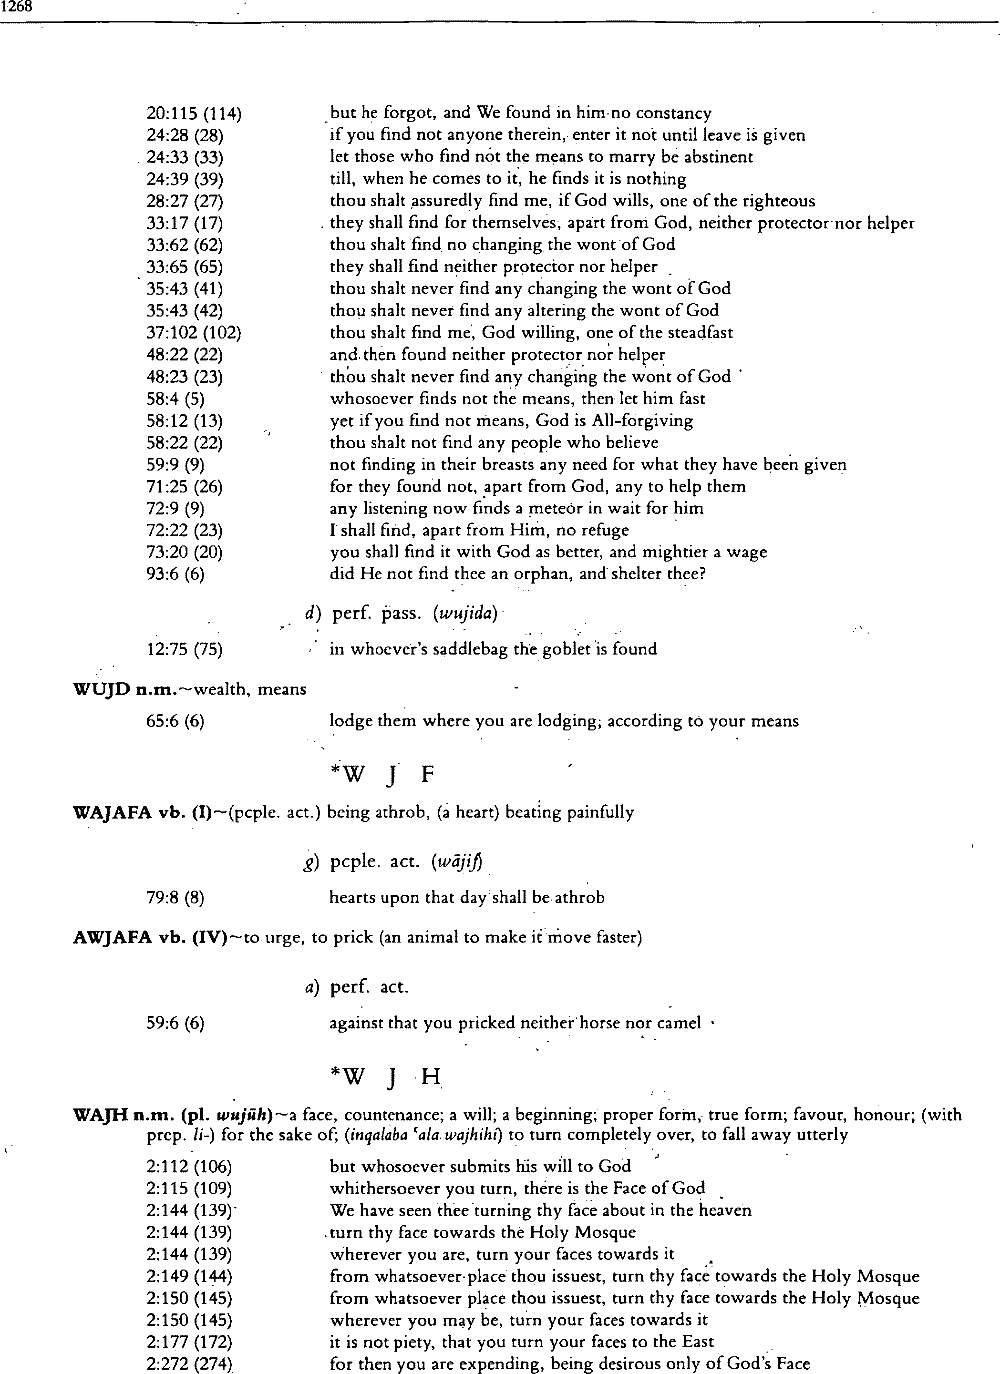 1268
20:115 (114) but he forgot, and We found in him no constancy
24:28 (28) if you find not anyone therein, enter it not until leave is given
24:33 (33) let those who find not the means to marry be abstinent
24:39 (39) till, when he comes to it, he finds it is nothing
28:27 (27) thou shalt assuredly find me, if God wills, one of the righteous
33:17 (17) they shall find for themselves, apart from God, neither protector nor helper
33:62 (62) thou shalt find no changing the wont of God
33:65 (65) they shall find neither protector nor helper
35:43 (41) thou shalt never find any changing the wont of God
35:43 (42) thou shalt never find any altering the wont of God
37:102 (102) thou shalt find me, God willing, one of the steadfast
48:22 (22) and then found neither protector nor helper
48:23 (23) thou shalt never find any changing the wont of God
58:4 (5) whosoever finds not the means, then let him fast
58:12 (13) yet if you find not means, God is All-forgiving
58:22 (22) thou shalt not find any people who believe
59:9 (9) not finding in their breasts any need for what they have been given
71:25 (26) for they found not, apart from God, any to help them
72:9 (9) any listening now finds a meteor in wait for him
72:22 (23) I shall find, apart from Him, no refuge
73:20 (20) you shall find it with God as better, and mightier a wage
93:6 (6) did He not find thee an orphan, and shelter thee?
d) perf. pass. (wujida)
12:75 (75) in whoever's saddlebag the goblet is found
WUJD n.m.~wealth, means
65:6 (6) lodge them where you are lodging, according to your means
*W J F
WAJAFA vb. (I)~(pcple. act.) being athrob, (a heart) beating painfully
g) pcple. act. (wājif)
79:8 (8) hearts upon that day shall be athrob
AWJAFA vb. (IV)~to urge, to prick (an animal to make it move faster)
a) perf. act.
59:6 (6) against that you pricked neither horse nor camel
*W J H
WAJH n.m. (pl. wujūh)~a face, countenance; a will; a beginning; proper form, true form; favour, honour; (with
prep. li-) for the sake of; (inqalaba ʿala wajhihi) to turn completely over, to fall away utterly
2:112 (106) but whosoever submits his will to God
2:115 (109) whithersoever you turn, there is the Face of God
2:144 (139) We have seen thee turning thy face about in the heaven
2:144 (139) turn thy face towards the Holy Mosque
2:144 (139) wherever you are, turn your faces towards it
2:149 (144) from whatsoever place thou issuest, turn thy face towards the Holy Mosque
2:150 (145) from whatsoever place thou issuest, turn thy face towards the Holy Mosque
2:150 (145) wherever you may be, turn your faces towards it
2:177 (172) it is not piety, that you turn your faces to the East
2:272 (274) for then you are expending, being desirous only of God's Face